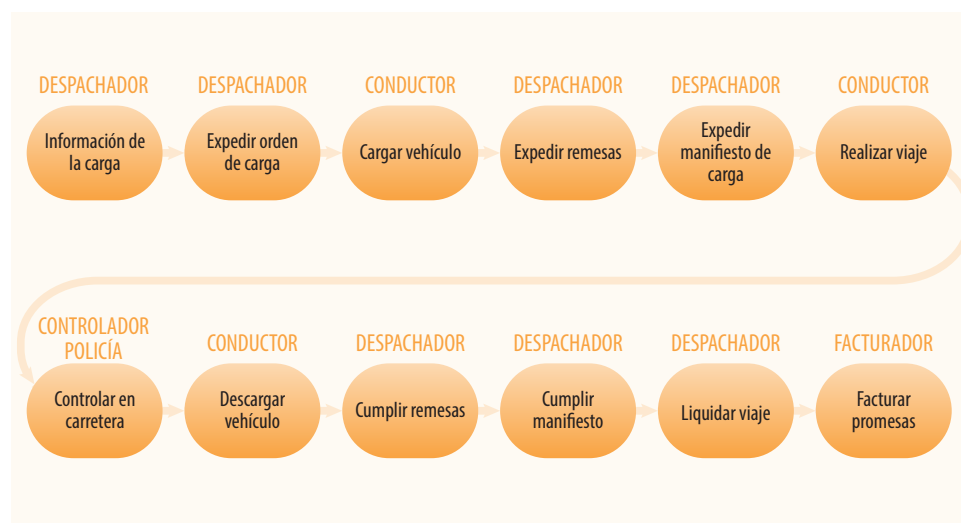 DESPACHADOR
Información de
la carga
DESPACHADOR
Expedir orden
de carga
CONDUCTOR
Cargar vehículo
DESPACHADOR
Expedir remesas
DESPACHADOR
Expedir
manifiesto de
carga
CONDUCTOR
Realizar viaje
CONTROLADOR
POLICÍA
Controlar en
carretera
CONDUCTOR
Descargar
vehículo
DESPACHADOR
Cumplir remesas
DESPACHADOR
Cumplir
manifiesto
DESPACHADOR
Liquidar viaje
FACTURADOR
Facturar
promesas